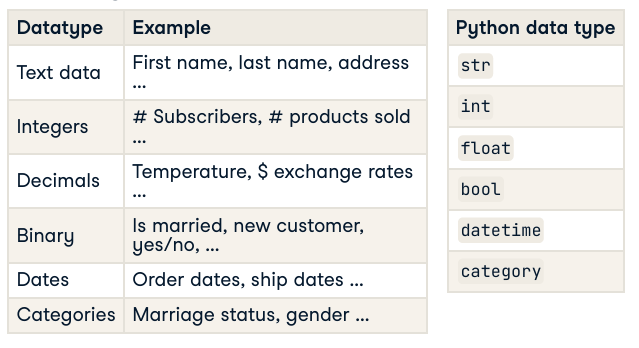 Datatype Example
Text data First name, last name, address
...
Integers # Subscribers, # products sold
...
Decimals Temperature, $ exchange rates
...
Binary Is married, new customer,
yes/no, ...
Dates Order dates, ship dates ...
Categories Marriage status, gender ...
Python data type
str
int
float
bool
datetime
category